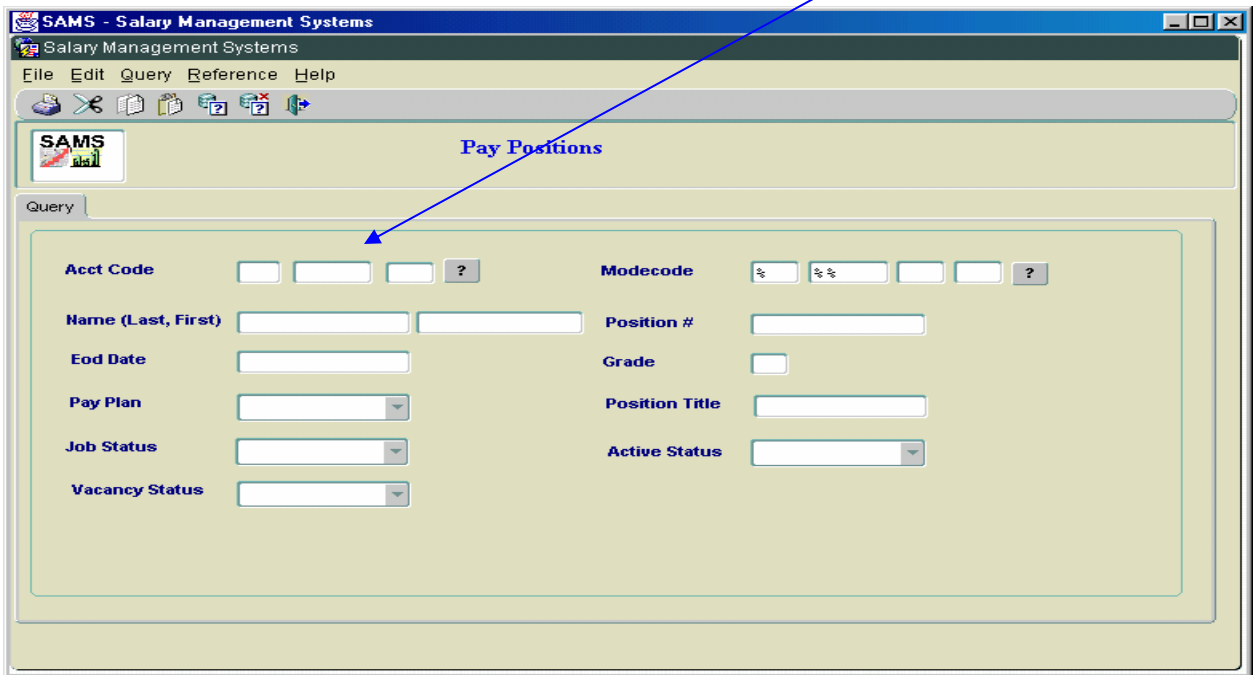 SAMS - Salary Management Systems
Salary Management Systems
File Edit Query Reference Help
SAMS
Pay Positions
Query
Acct Code ? Modecode % %% ?
Name (Last, First) Position #
Eod Date Grade
Pay Plan Position Title
Job Status Active Status
Vacancy Status